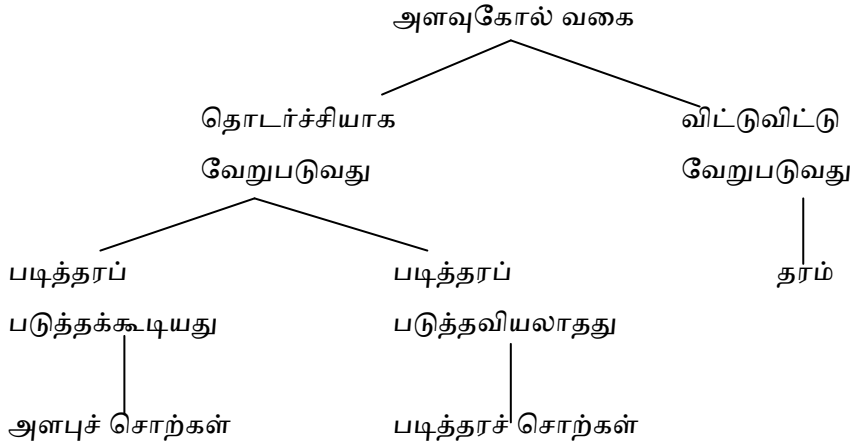 அளவுகோல் வகை
தொடர்ச்சியாக
வேறுபடுவது
விட்டுவிட்டு
வேறுபடுவது
படித்தரப்
படுத்தக்கூடியது
படித்தரப்
படுத்தவியலாதது
தரம்
அளபுச் சொற்கள்
படித்தரச் சொற்கள்